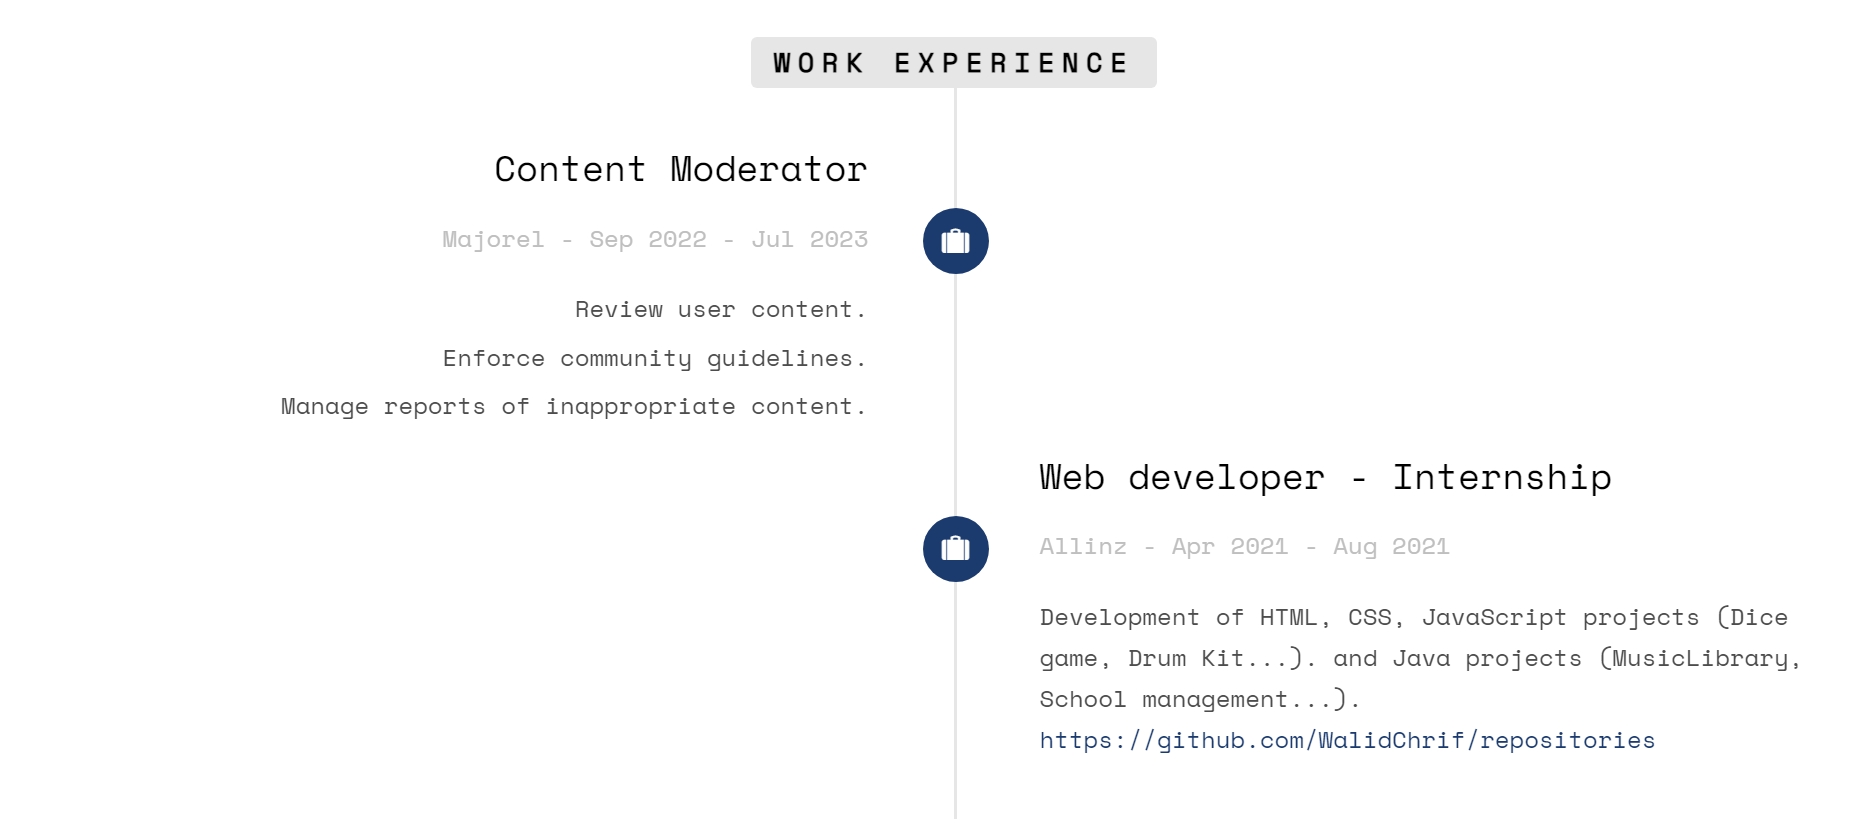 WORK EXPERIENCE
Content Moderator
Majorel - Sep 2022 - Jul 2023
Review user content.
Enforce community guidelines.
Manage reports of inappropriate content.
Web developer - Internship
Allinz - Apr 2021 - Aug 2021
Development of HTML, CSS, JavaScript projects (Dice
game, Drum Kit...). and Java projects (MusicLibrary,
School management...).
https://github.com/WalidChrif/repositories